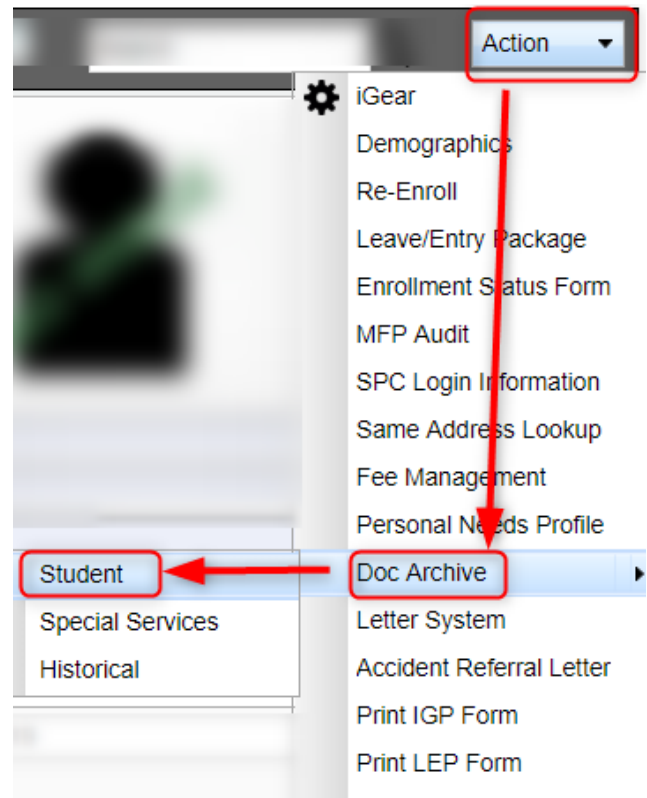 Action
iGear
Demographics
Re-Enroll
Leave/Entry Package
Enrollment Status Form
MFP Audit
SPC Login Information
Same Address Lookup
Fee Management
Personal Needs Profile
Doc Archive
Student
Special Services
Historical
Letter System
Accident Referral Letter
Print IGP Form
Print LEP Form